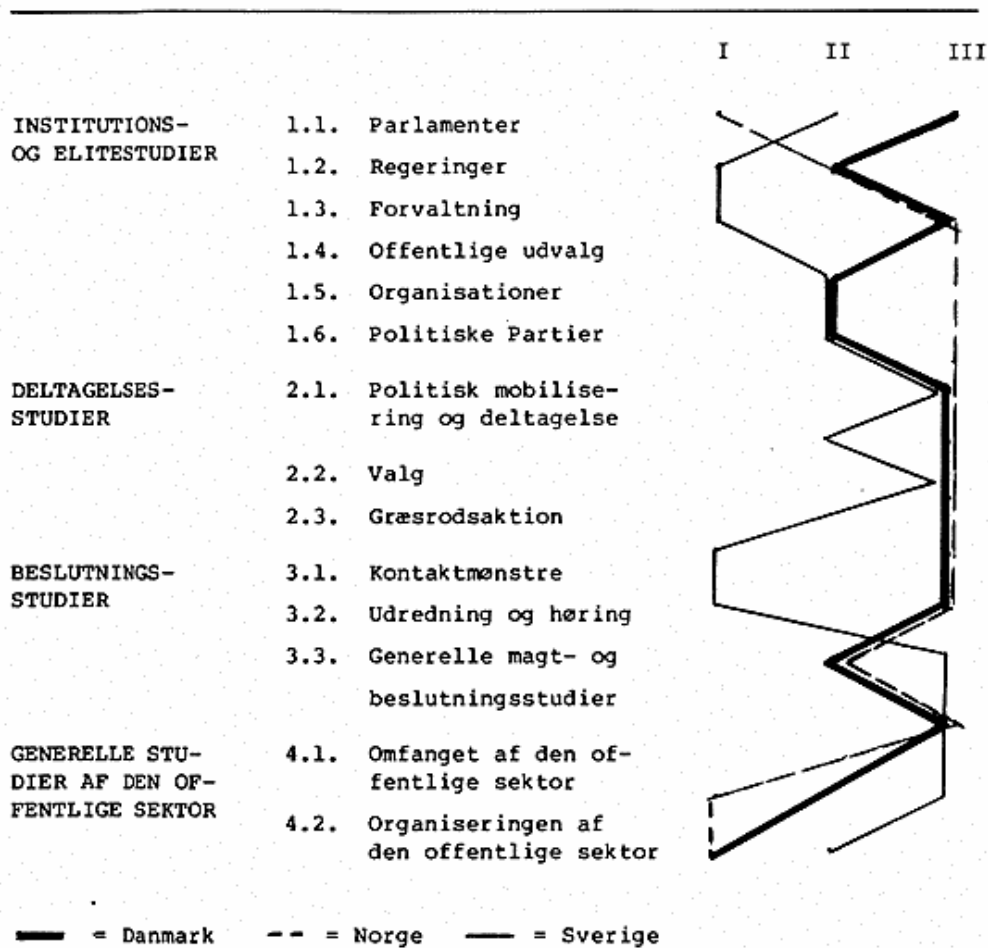 I II III
INSTITUTIONS-
OG ELITESTUDIER
1.1. Parlamenter
1.2. Regeringer
1.3. Forvaltning
1.4. Offentlige udvalg
1.5. Organisationer
1.6. Politiske Partier
DELTAGELSES-
STUDIER
2.1. Politisk mobilise-
ring og deltagelse
2.2. Valg
2.3. Græsrodsaktion
BESLUTNINGS-
STUDIER
3.1. Kontaktmønstre
3.2. Udredning og høring
3.3. Generelle magt- og
beslutningsstudier
GENERELLE STU-
DIER AF DEN OF-
FENTLIGE SEKTOR
4.1. Omfanget af den of-
fentlige sektor
4.2. Organiseringen af
den offentlige sektor
= Danmark -- = Norge — = Sverige